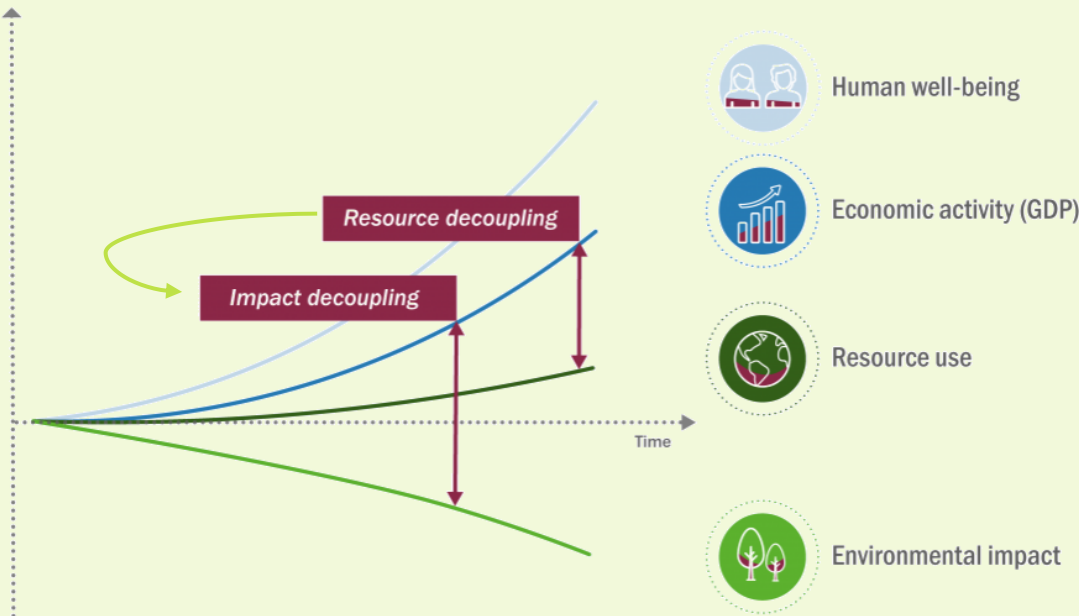 Human well-being
Resource decoupling
Economic activity (GDP)
Impact decoupling
Resource use
Time
Environmental impact